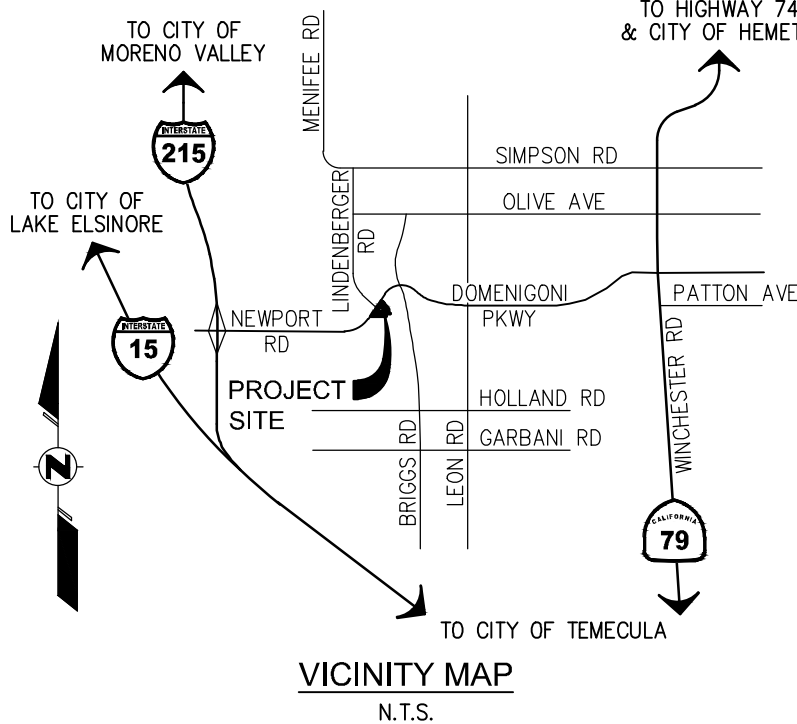 TO HIGHWAY 74
& CITY OF HEMET
TO CITY OF
MORENO VALLEY
MENIFEE RD
INTERSTATE
215
SIMPSON RD
TO CITY OF
LAKE ELSINORE
OLIVE AVE
LINDENBERGER
RD
DOMENIGONI
PKWY
PATTON AVE
NEWPORT
RD
INTERSTATE
15
PROJECT
SITE
HOLLAND RD
GARBANI RD
BRIGGS RD
LEON RD
WINCHESTER RD
N
CALIFORNIA
79
TO CITY OF TEMECULA
VICINITY MAP
N.T.S.